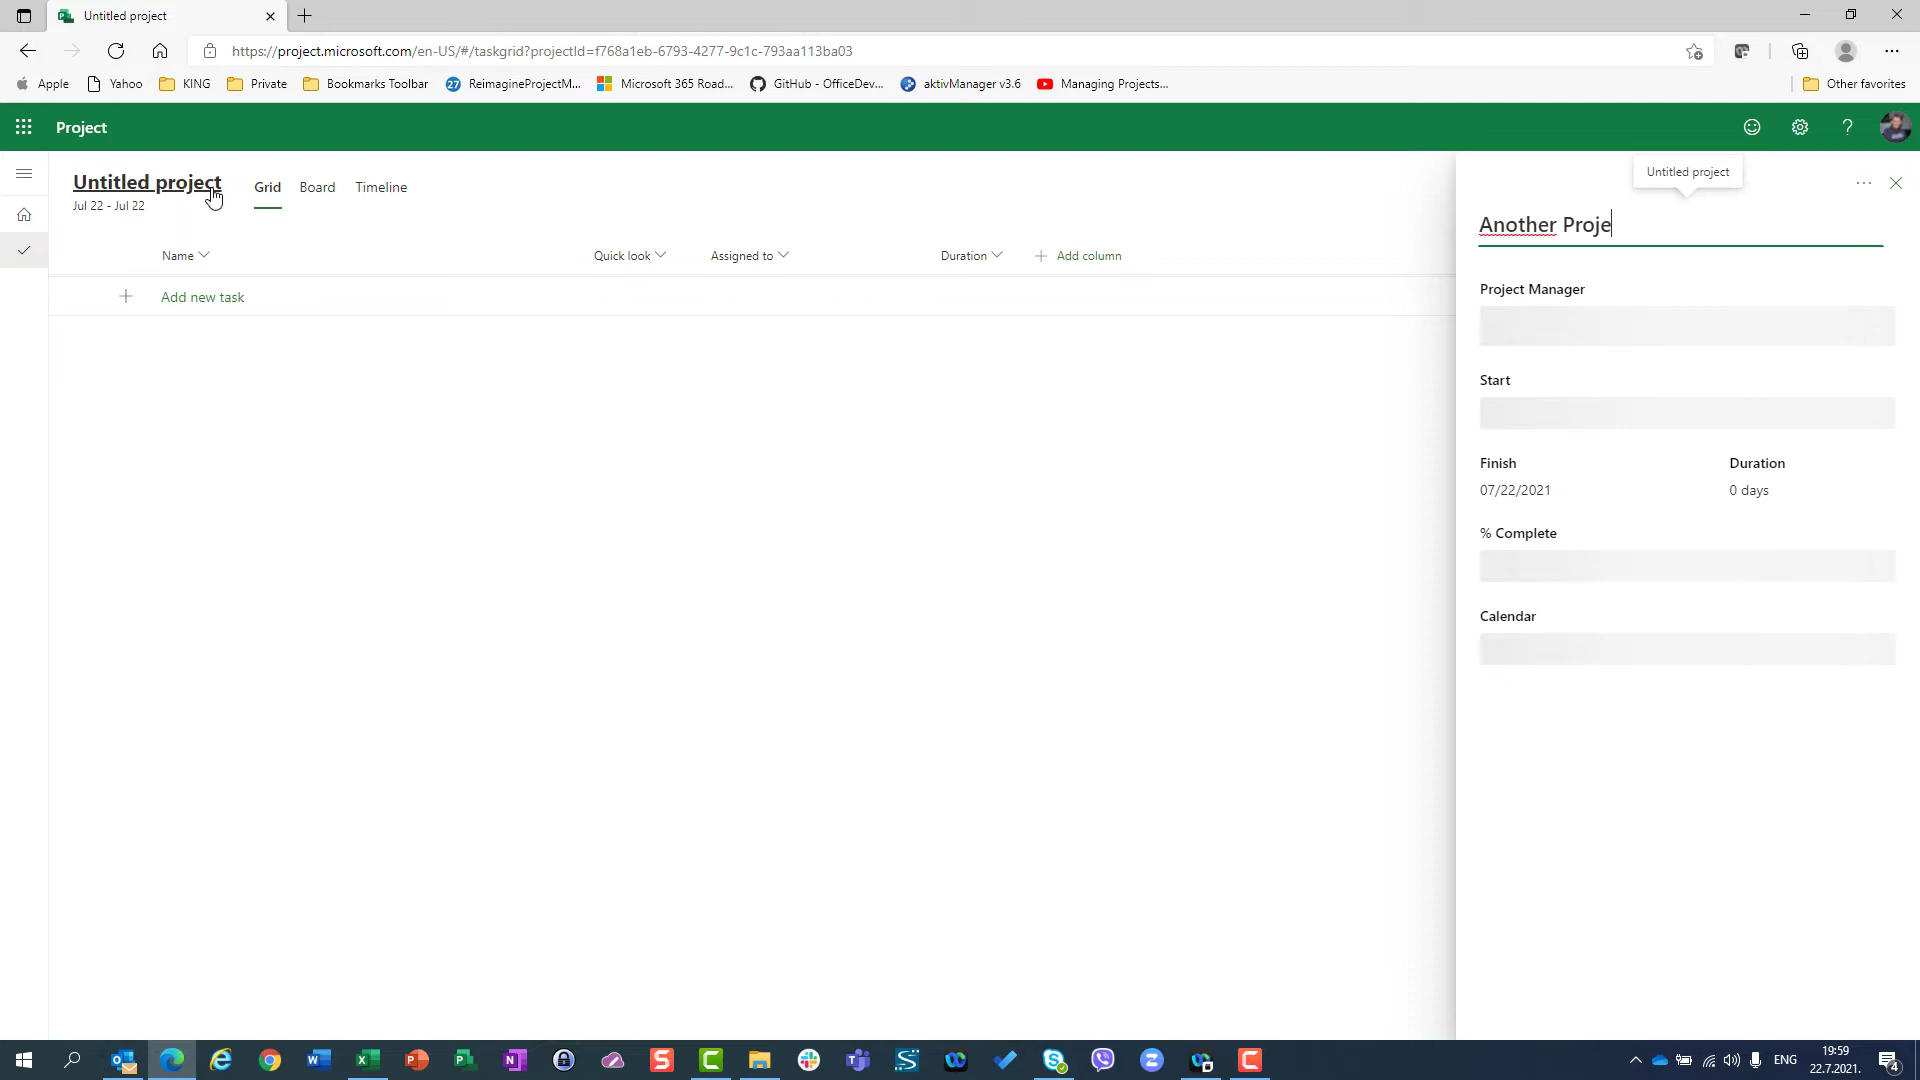 Untitled project
https://project.microsoft.com/en-US/#/taskgrid?projectId=f768a1eb-6793-4277-9c1c-793aa113ba03
Apple Yahoo KING Private Bookmarks Toolbar ReimagineProjectM... Microsoft 365 Road... GitHub - OfficeDev... aktivManager v3.6 Managing Projects... Other favorites
Project
Untitled project Grid Board Timeline
Jul 22 - Jul 22
Name Quick look Assigned to Duration Add column
Add new task
Untitled project
Another Proje
Project Manager
Start
Finish Duration
07/22/2021 0 days
% Complete
Calendar
ENG
19:59
22.7.2021.
4